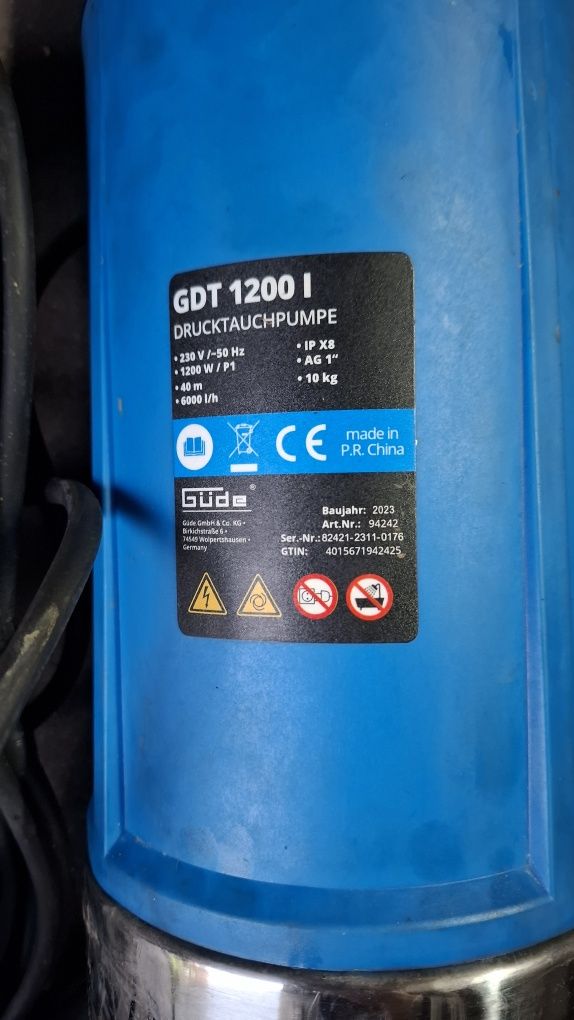 GDT 1200 I
DRUCKTAUCHPUMPE
• 230 V /~50 Hz
• 1200 W / P1
• 40 m
• 6000 l/h
• IP X8
• AG 1"
• 10 kg
CE
made in
P.R. China
Güde®
Güde GmbH & Co. KG •
Birkichstraße 6 •
74549 Wolpertshausen •
Germany
Baujahr: 2023
Art.Nr.: 94242
Ser.-Nr.: 82421-2311-0176
GTIN: 4015671942425